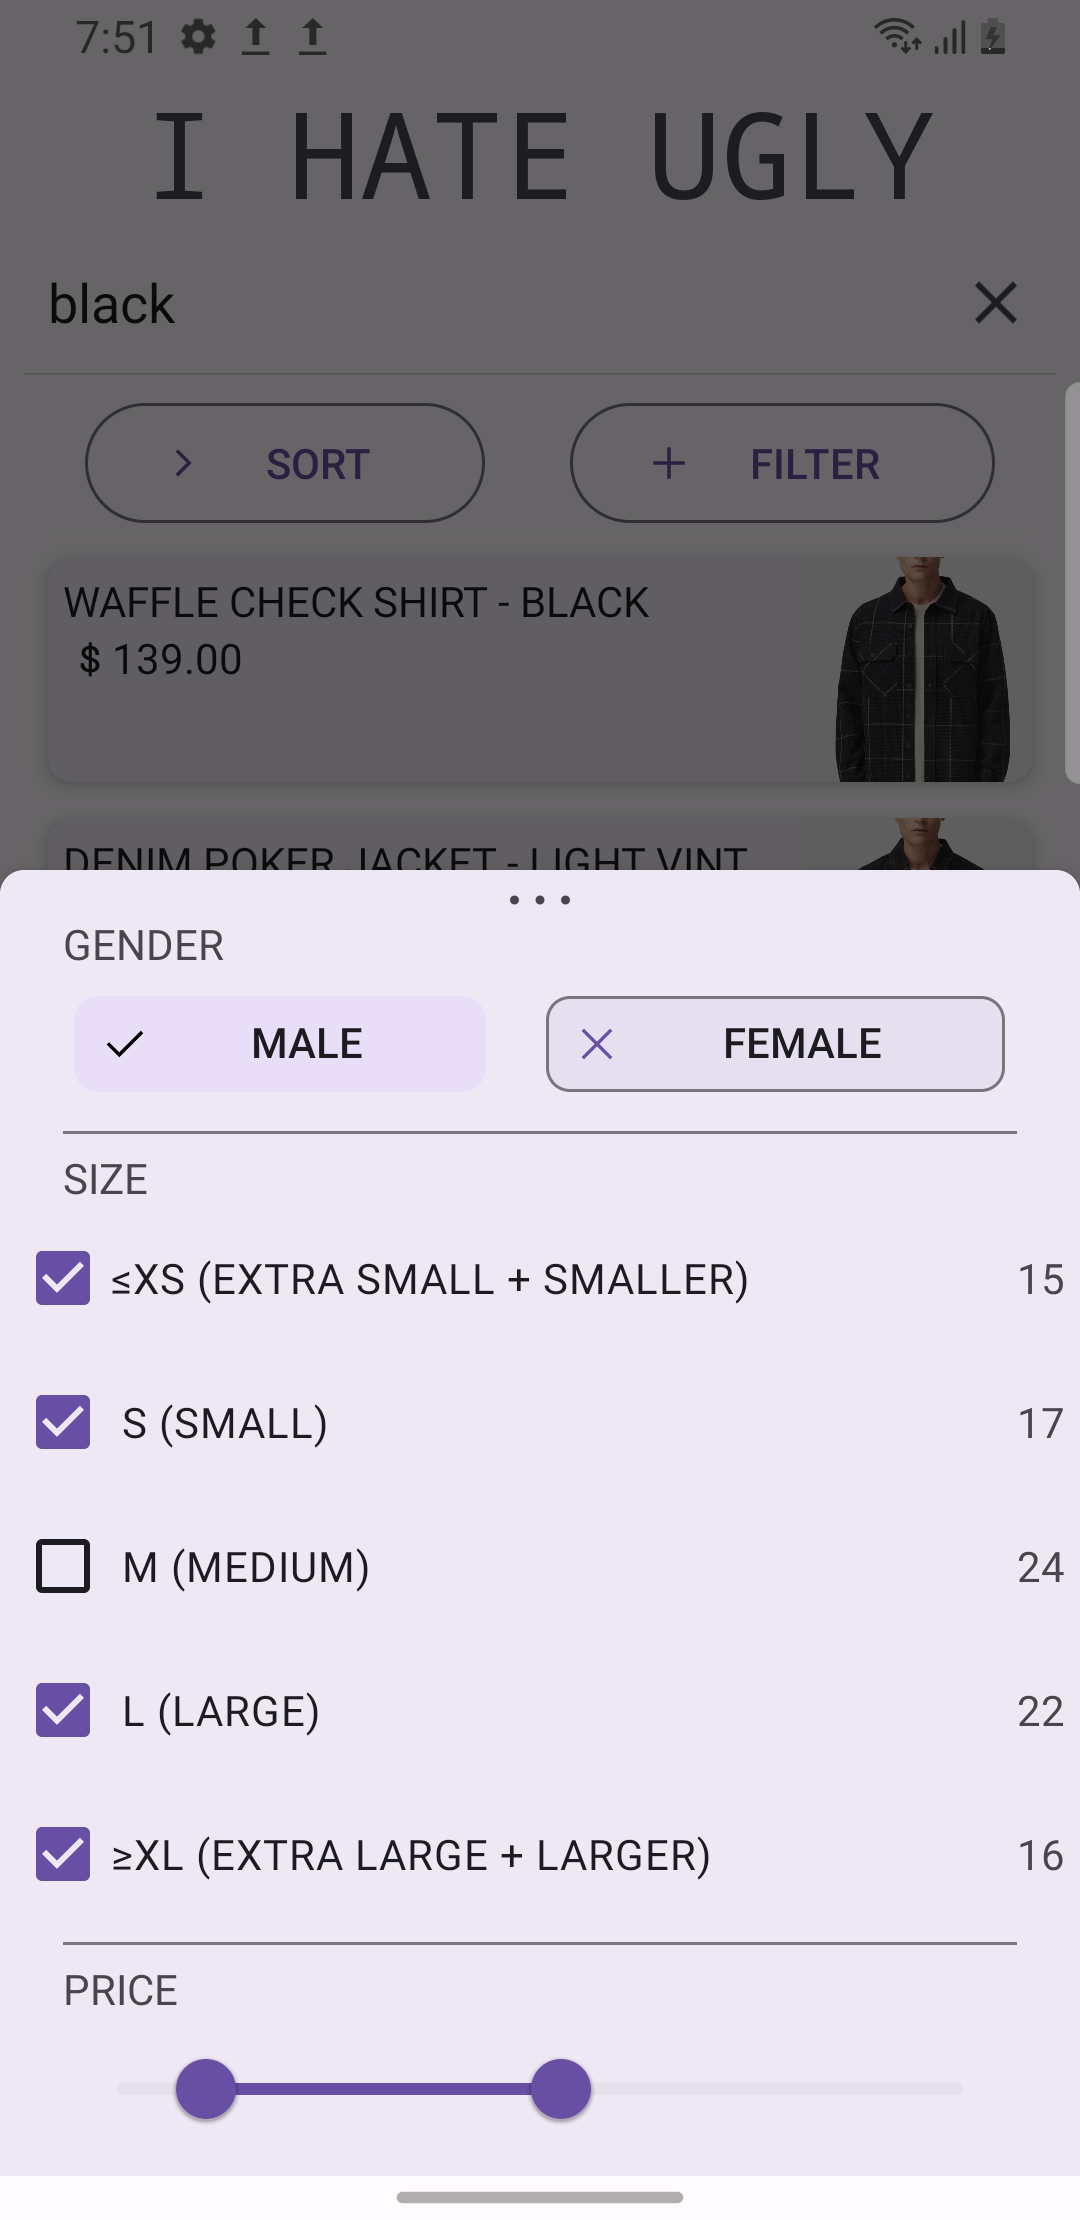 7:51
I HATE UGLY
black
SORT
FILTER
WAFFLE CHECK SHIRT - BLACK
$ 139.00
DENIM POKER JACKET - LIGHT VINT
GENDER
MALE
FEMALE
SIZE
≤XS (EXTRA SMALL + SMALLER) 15
S (SMALL) 17
M (MEDIUM) 24
L (LARGE) 22
≥XL (EXTRA LARGE + LARGER) 16
PRICE